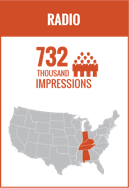 RADIO
732
THOUSAND
IMPRESSIONS